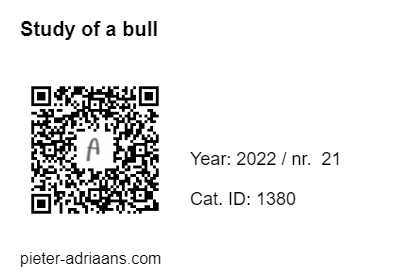 Study of a bull
A
Year: 2022 / nr. 21
Cat. ID: 1380
pieter-adriaans.com